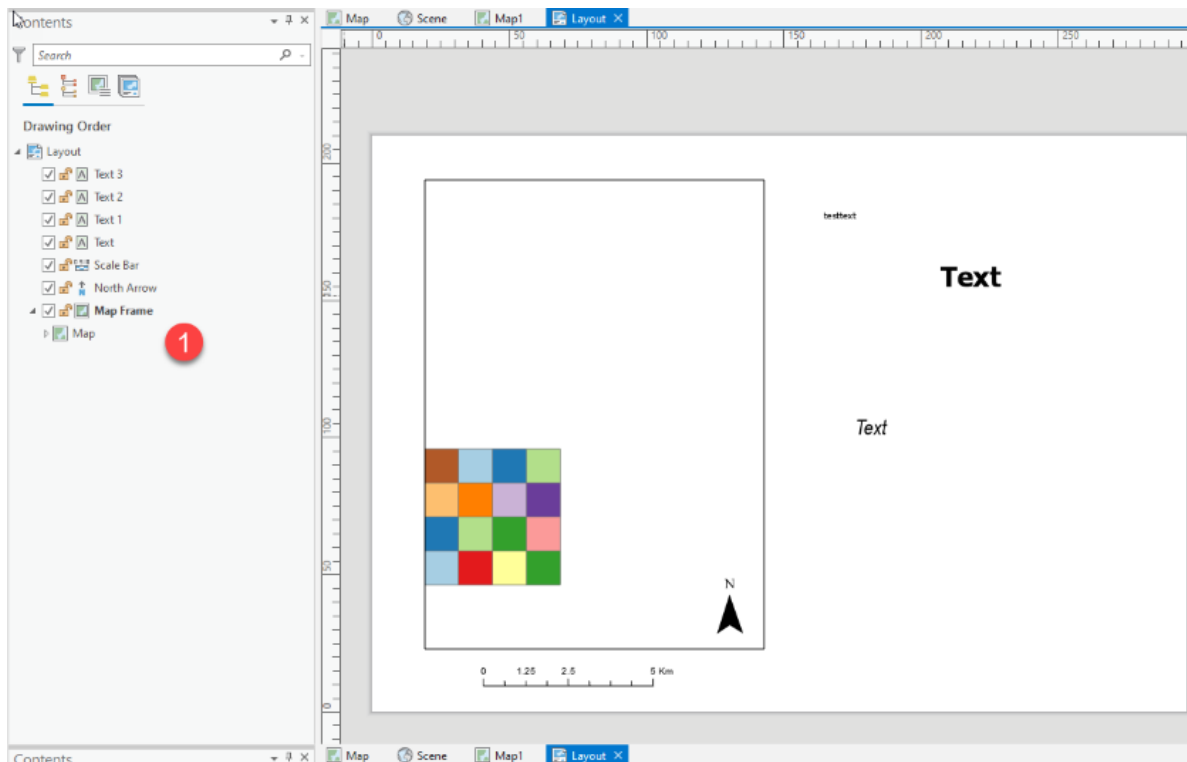 Contents
Map Scene Map1 Layout
Search
0 50 100 150 200 250
Drawing Order
Layout
Text 3
Text 2
Text 1
Text
Scale Bar
North Arrow
Map Frame
Map
1
200
150
100
50
0
testtext
Text
Text
N
0 1.25 2.5 5 Km
Contents
Map Scene Map1 Layout